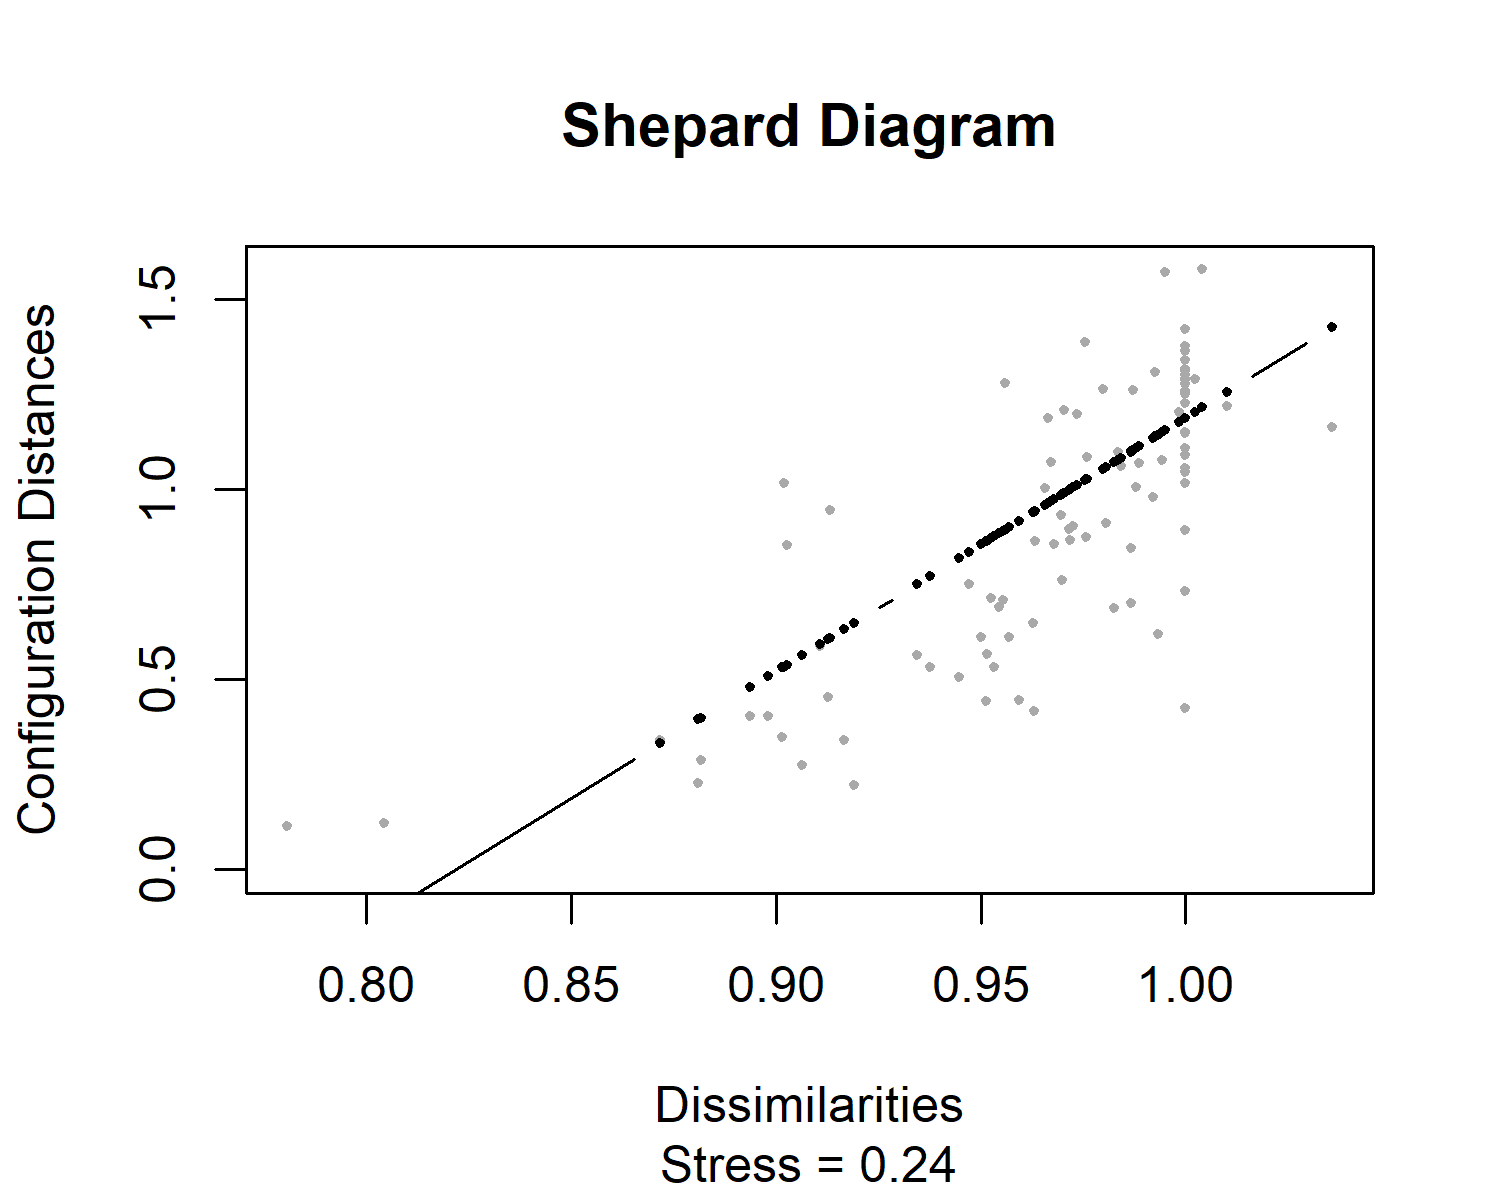 Shepard Diagram
Configuration Distances
1.5
1.0
0.5
0.0
0.80 0.85 0.90 0.95 1.00
Dissimilarities
Stress = 0.24